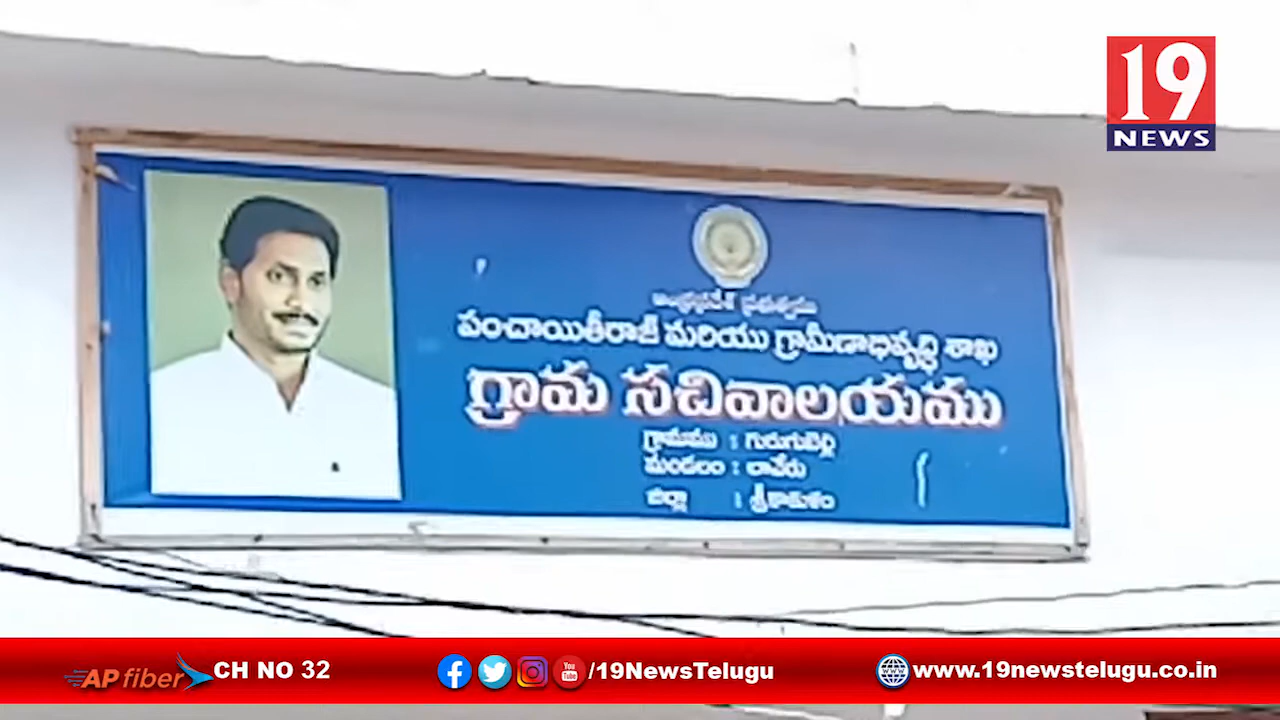 19
NEWS
ఆంధ్రప్రదేశ్ ప్రభుత్వము
పంచాయితీరాజ్ మరియు గ్రామీణాభివృద్ధి శాఖ
గ్రామ సచివాలయము
గ్రామము : గురుగుబెల్లి
మండలం :
జిల్లా : శ్రీకాకుళం
AP fiber CH NO 32
/19NewsTelugu
www.19newstelugu.co.in